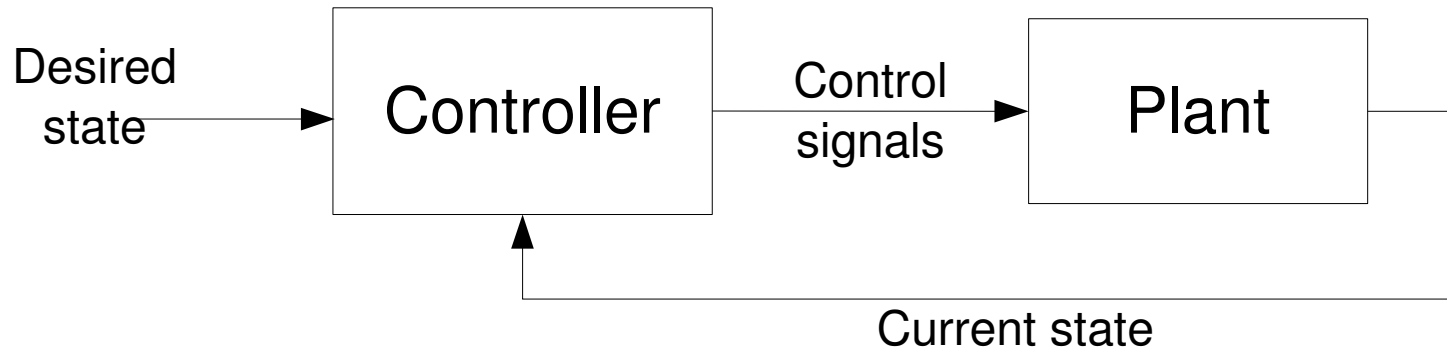 Desired
state
Controller
Control
signals
Plant
Current state